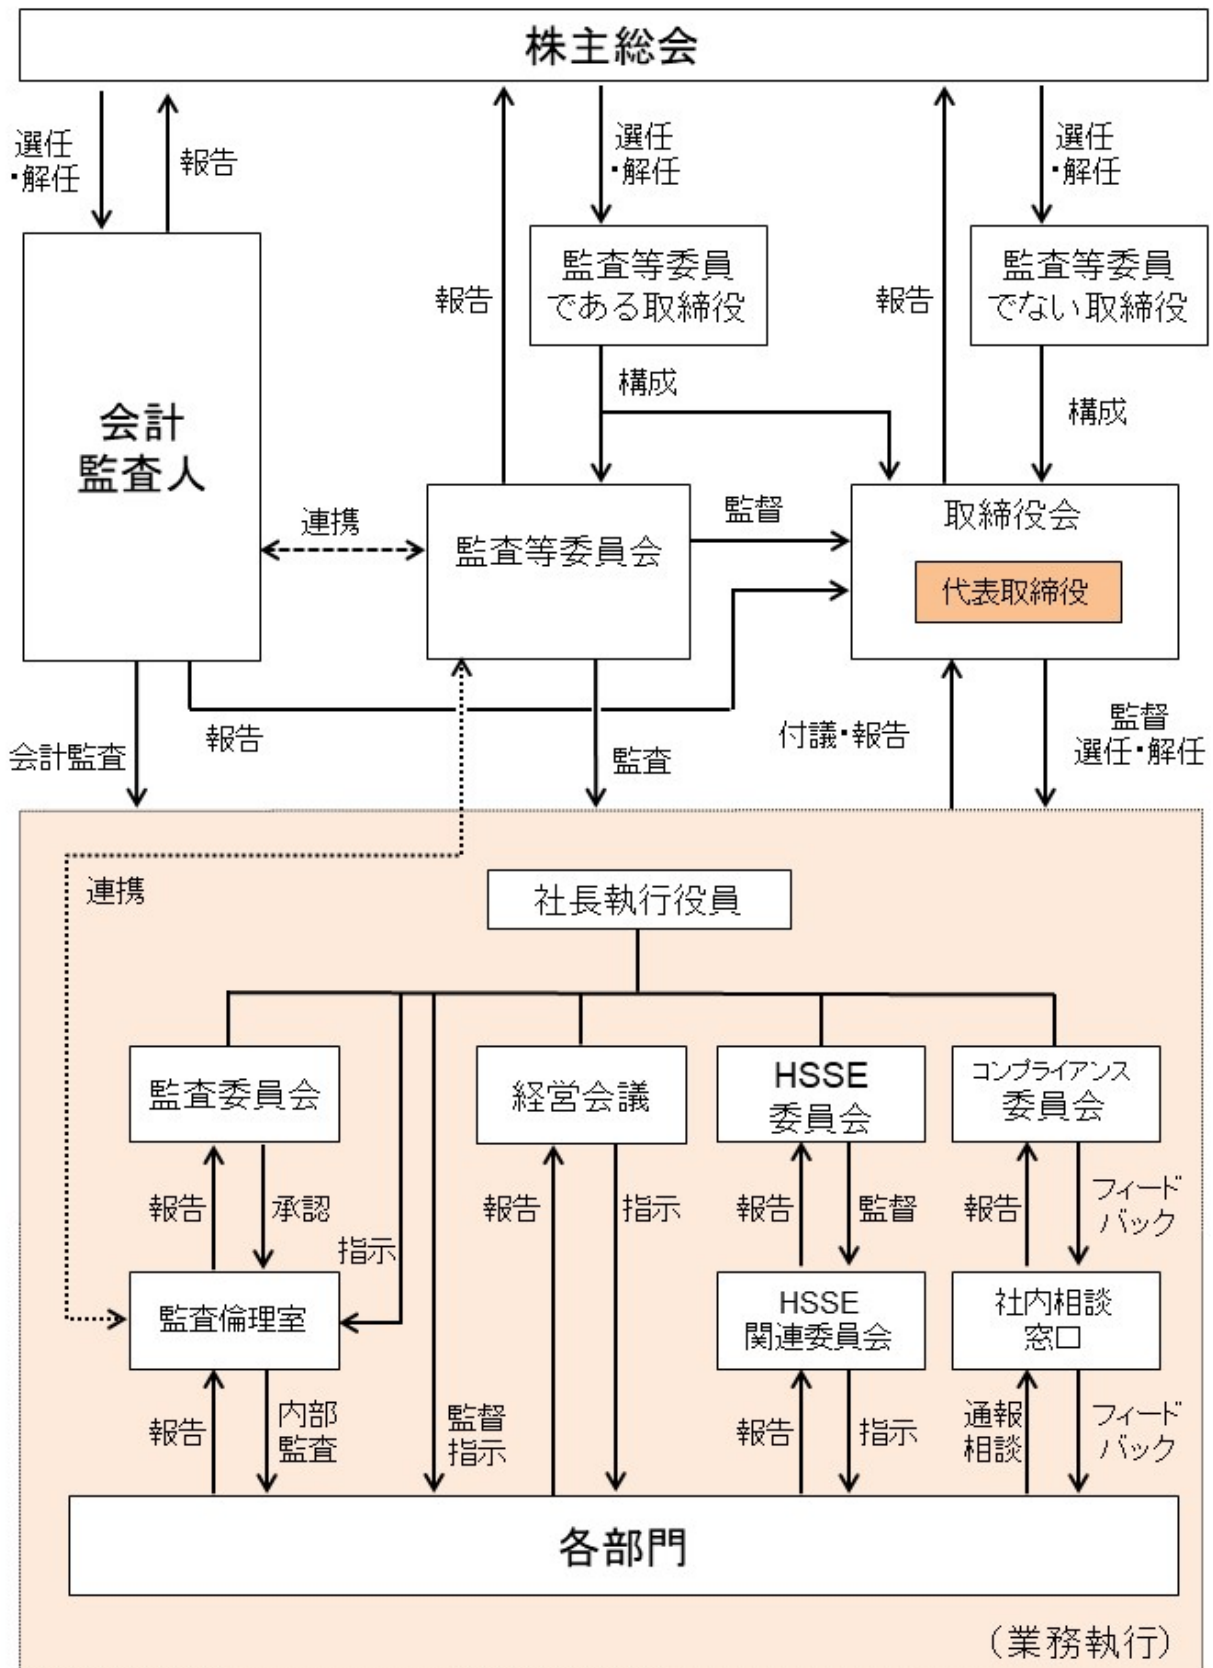 株主総会
選任
・解任
報告
選任
・解任
選任
・解任
監査等委員
である取締役
監査等委員
でない取締役
報告
報告
構成
構成
会計
監査人
連携
監査等委員会
監督
取締役会
代表取締役
報告
会計監査
監査
付議・報告
監督
選任・解任
連携
社長執行役員
監査委員会
経営会議
HSSE
委員会
コンプライアンス
委員会
報告
承認
指示
報告
指示
報告
監督
報告
フィード
バック
監査倫理室
HSSE
関連委員会
社内相談
窓口
報告
内部
監査
監督
指示
報告
指示
通報
相談
フィード
バック
各部門
（業務執行）